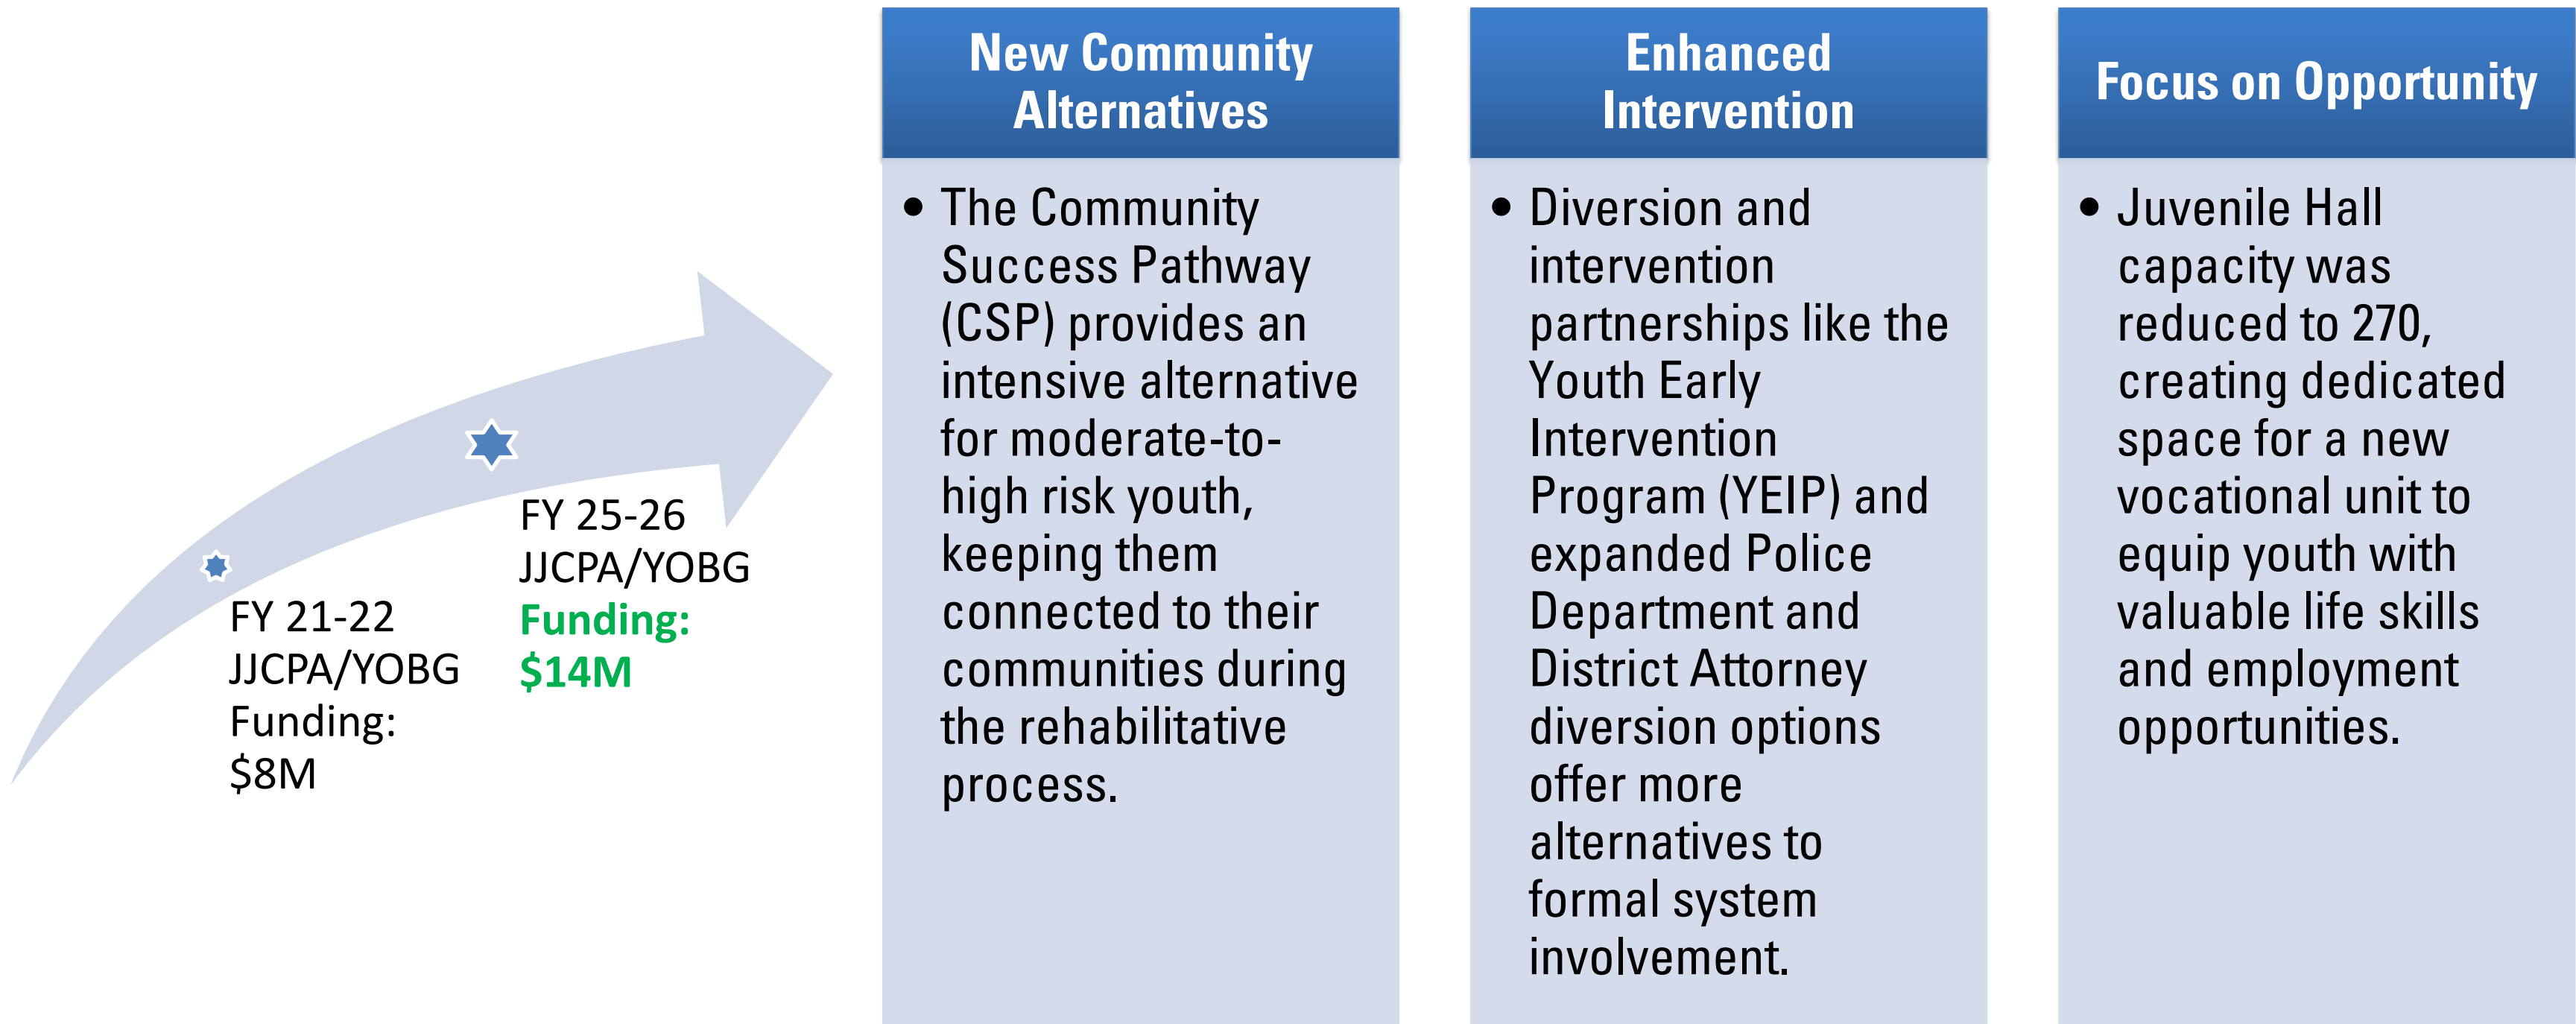 FY 21-22
JJCPA/YOBG
Funding:
$8M
FY 25-26
JJCPA/YOBG
Funding:
$14M
New Community
Alternatives
• The Community
Success Pathway
(CSP) provides an
intensive alternative
for moderate-to-
high risk youth,
keeping them
connected to their
communities during
the rehabilitative
process.
Enhanced
Intervention
• Diversion and
intervention
partnerships like the
Youth Early
Intervention
Program (YEIP) and
expanded Police
Department and
District Attorney
diversion options
offer more
alternatives to
formal system
involvement.
Focus on Opportunity
• Juvenile Hall
capacity was
reduced to 270,
creating dedicated
space for a new
vocational unit to
equip youth with
valuable life skills
and employment
opportunities.